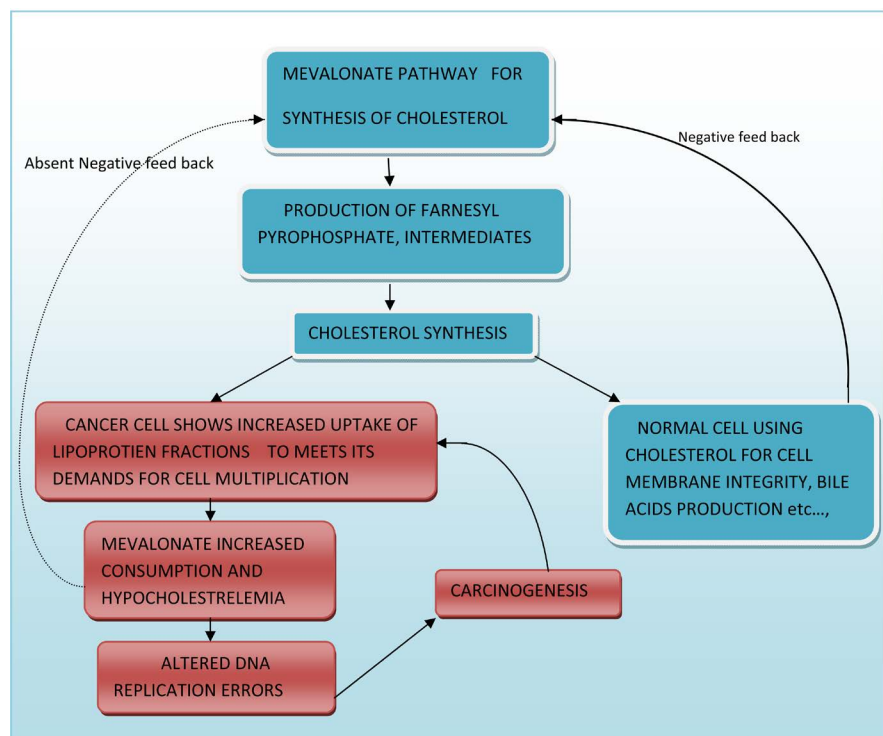 MEVALONATE PATHWAY FOR
SYNTHESIS OF CHOLESTEROL
Negative feed back
Absent Negative feed back
PRODUCTION OF FARNESYL
PYROPHOSPHATE, INTERMEDIATES
CHOLESTEROL SYNTHESIS
CANCER CELL SHOWS INCREASED UPTAKE OF
LIPOPROTIEN FRACTIONS TO MEETS ITS
DEMANDS FOR CELL MULTIPLICATION
NORMAL CELL USING
CHOLESTEROL FOR CELL
MEMBRANE INTEGRITY, BILE
ACIDS PRODUCTION etc...,
MEVALONATE INCREASED
CONSUMPTION AND
HYPOCHOLESTRELEMIA
CARCINOGENESIS
ALTERED DNA
REPLICATION ERRORS